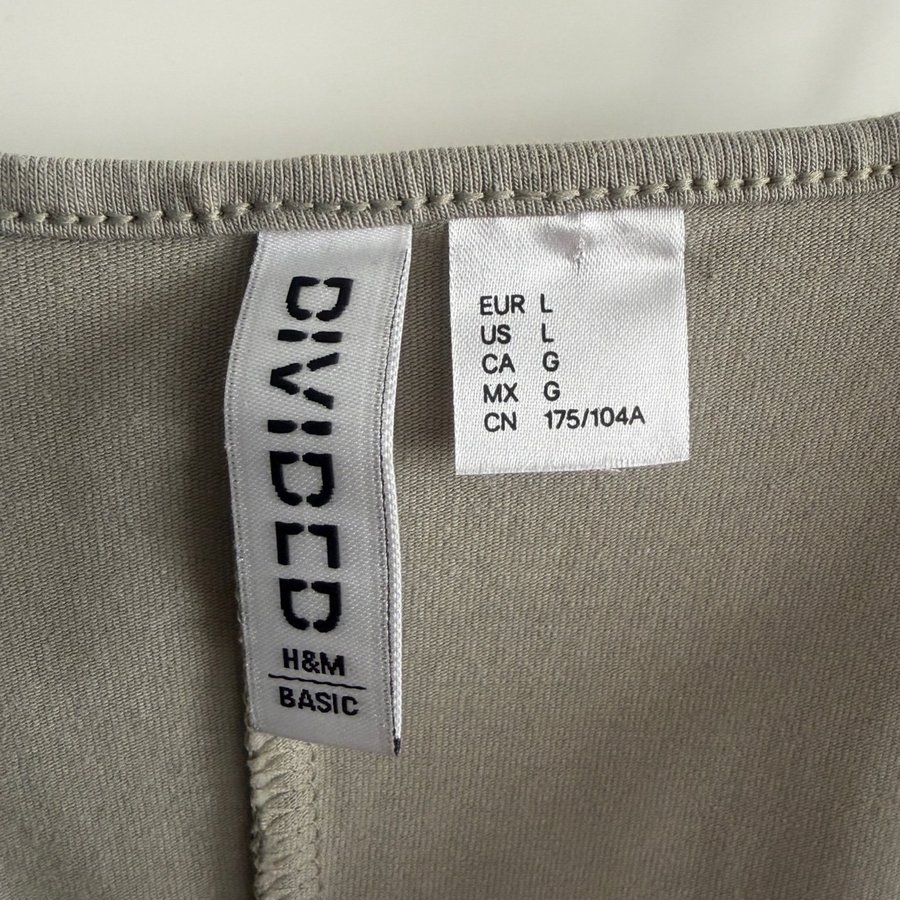 DIVIDED
H&M
BASIC
EUR L
US L
CA G
MX G
CN 175/104A